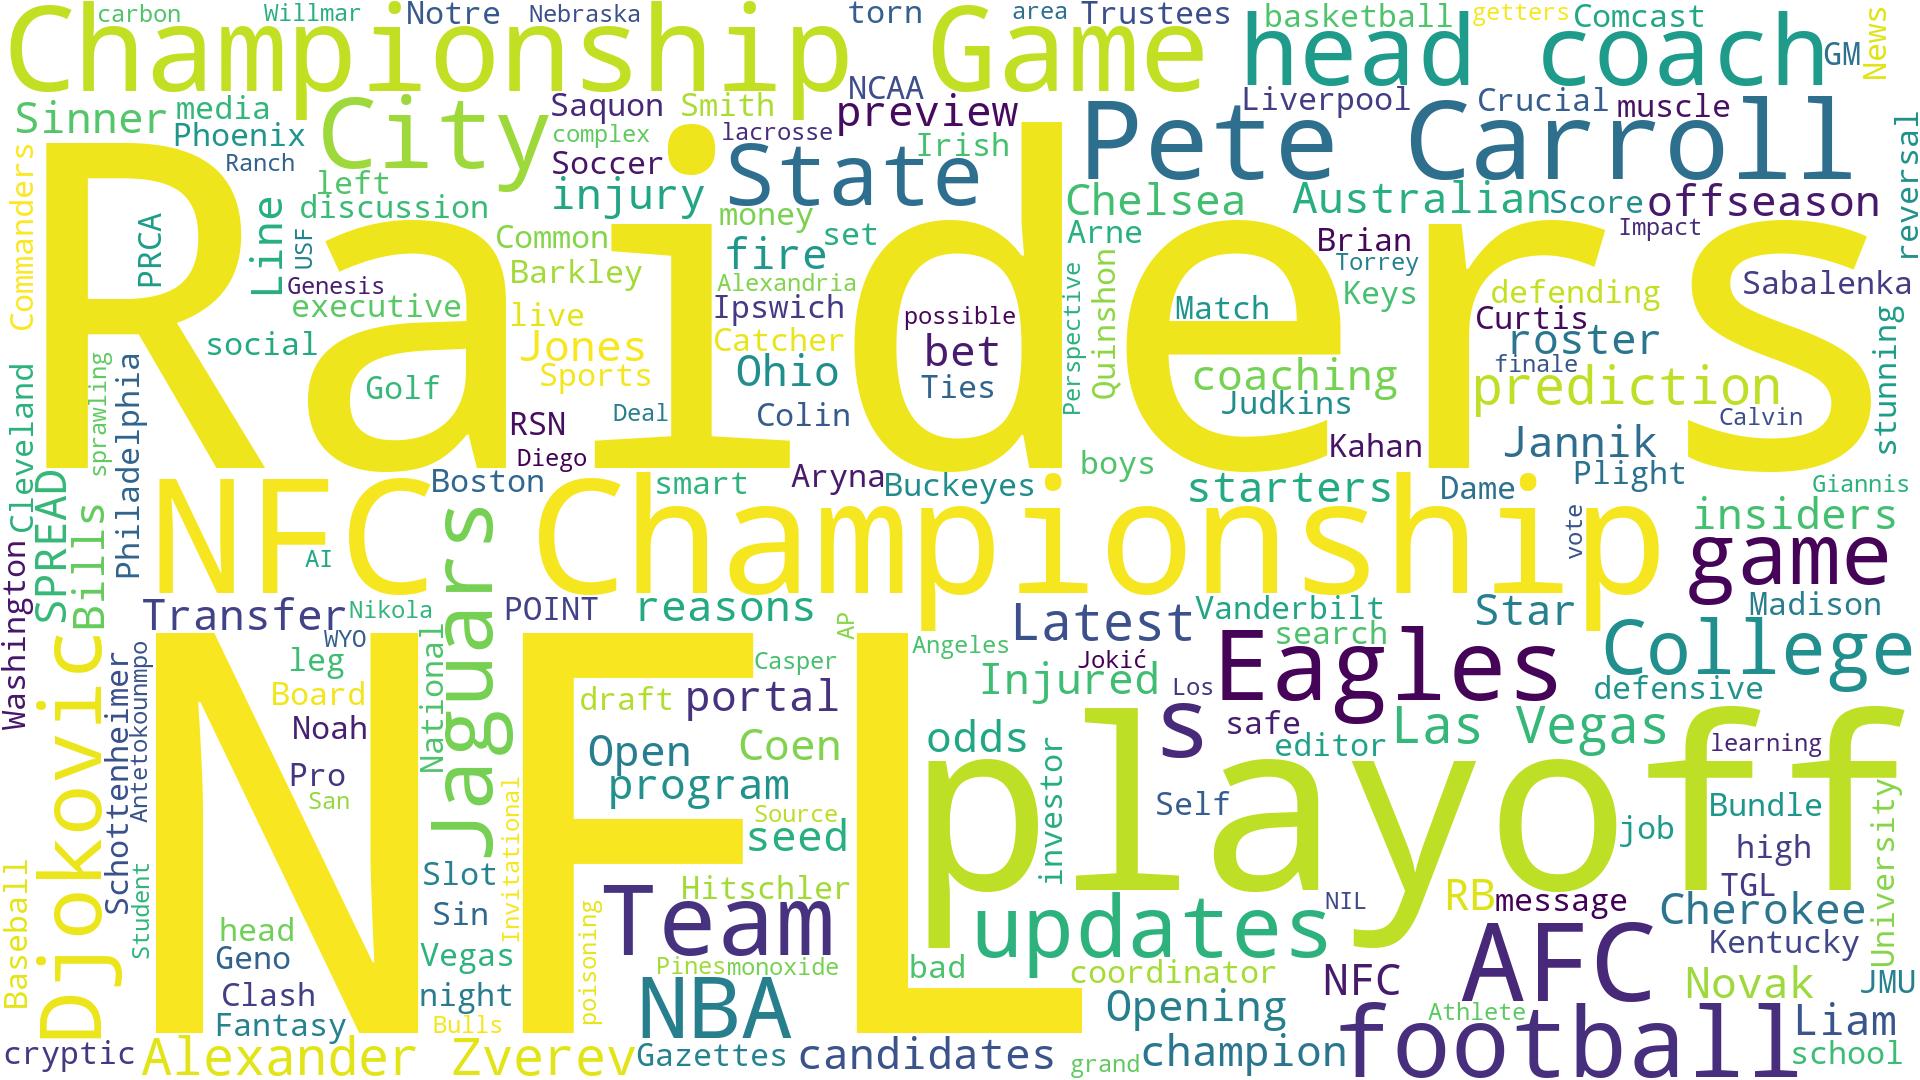 carbon
Willmar
Notre
Nebraska
torn
area
Trustees
basketball
getters
Comcast
News
Championship Game
head coach
GM
Sinner
media
Phoenix
Ranch
City
Saquon
Smith
complex
lacrosse
Soccer
NCAA
preview
Irish
Liverpool
Crucial
muscle
Pete Carroll
reversal
Commanders
PRCA
Line
USF
left
discussion
injury
State
money
set
Chelsea
Arne
Australian
Score
offseason
Impact
Raiders
Genesis
executive
social
Common
Barkley
live
Jones
Sports
fire
Alexandria
Ipswich
Catcher
possible
Perspective
Quinshon
Brian
Torrey
Keys
Match
defending
Curtis
roster
Sabalenka
stunning
Golf
RSN
Diego
Deal
Ohio
bet
Ties
Colin
coaching
Judkins
finale
prediction
Calvin
Kahan
Jannik
Cleveland
sprawling
Philadelphia
Boston
smart
Aryna
Buckeyes
boys
starters
Dame
Plight
Giannis
SPREAD
Bills
NFC Championship
AI
vote
insiders
game
Washington
Jaguars
Transfer
Nikola
POINT
reasons
AP
Latest
Vanderbilt
Star
Madison
WYO
leg
Board
Noah
Pro
San
National
Casper
Angeles
Injured
Jokić
Los
search
Eagles
College
defensive
Djokovic
Schottenheimer
Antetokounmpo
NFL
draft
portal
Open
Coen
program
Source
seed
odds
investor
s
safe
editor
Las Vegas
learning
playoff
Self
job
Bundle
high
University
Baseball
Student
head
Geno
Clash
Fantasy
Slot
Sin
Invitational
Vegas
night
Bulls
poisoning
Hitschler
Team
Pines
monoxide
NBA
bad
updates
coordinator
NIL
RB
message
TGL
Cherokee
Kentucky
NFC
AFC
Novak
JMU
Opening
Athlete
football
Liam
cryptic
Alexander Zverev
Gazettes
candidates
grand
champion
school